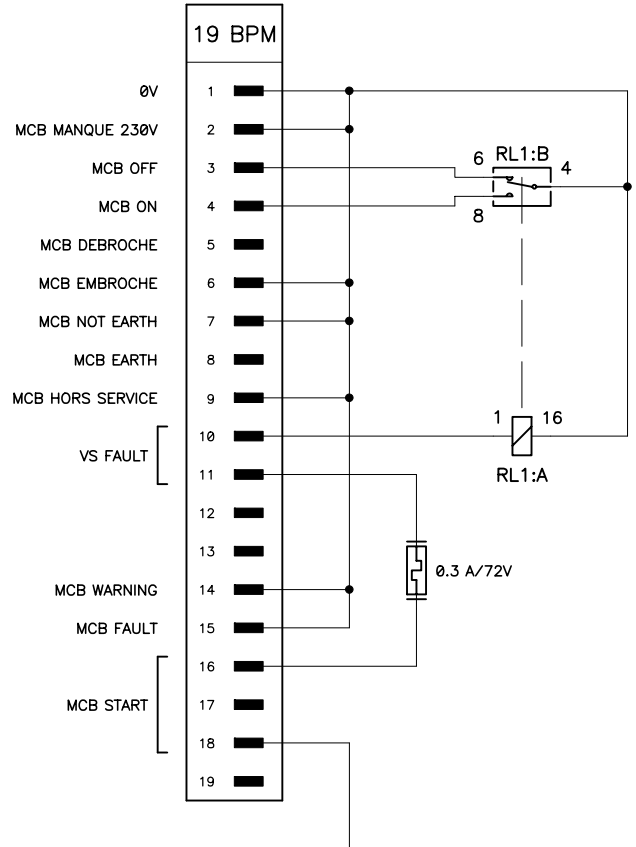 19 BPM
0V 1
MCB MANQUE 230V 2
MCB OFF 3
MCB ON 4
MCB DEBROCHE 5
MCB EMBROCHE 6
MCB NOT EARTH 7
MCB EARTH 8
MCB HORS SERVICE 9
10
VS FAULT
11
12
13
MCB WARNING 14
MCB FAULT 15
16
MCB START 17
18
19
6 RL1:B 4
8
1 16
RL1:A
0.3 A/72V